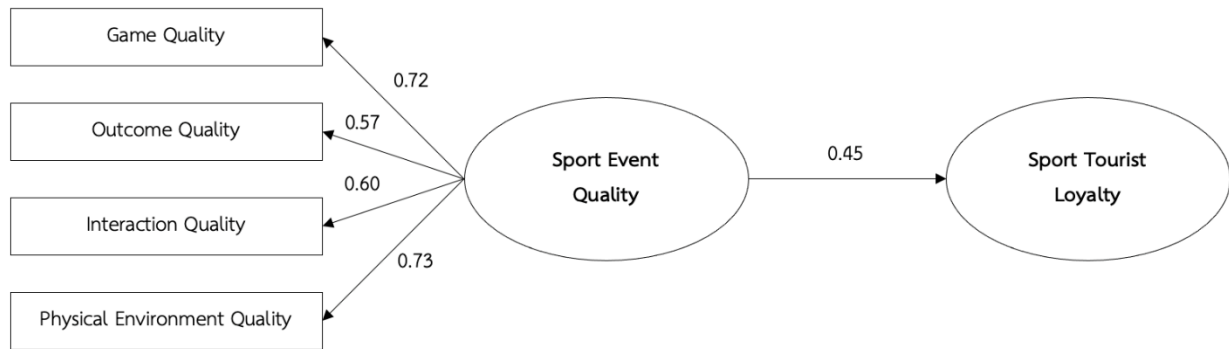 Game Quality
0.72
Outcome Quality
0.57
Sport Event
Quality
0.45
Sport Tourist
Loyalty
0.60
Interaction Quality
0.73
Physical Environment Quality